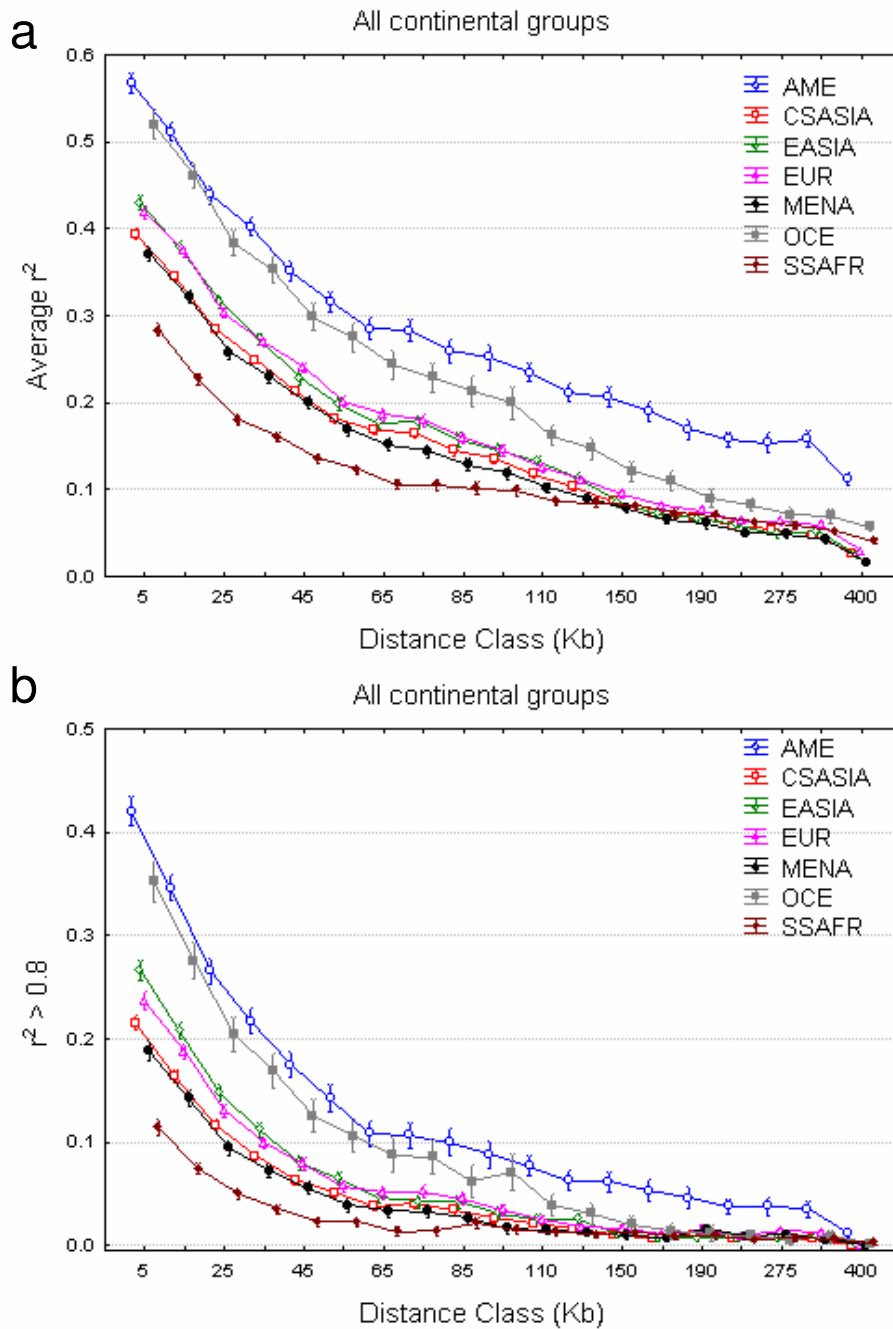 a
All continental groups
0.6
0.5
0.4
0.3
0.2
0.1
0.0
Average r²
AME
CSASIA
EASIA
EUR
MENA
OCE
SSAFR
5 25 45 65 85 110 150 190 275 400
Distance Class (Kb)
b
All continental groups
0.5
0.4
0.3
0.2
0.1
0.0
r² > 0.8
AME
CSASIA
EASIA
EUR
MENA
OCE
SSAFR
5 25 45 65 85 110 150 190 275 400
Distance Class (Kb)